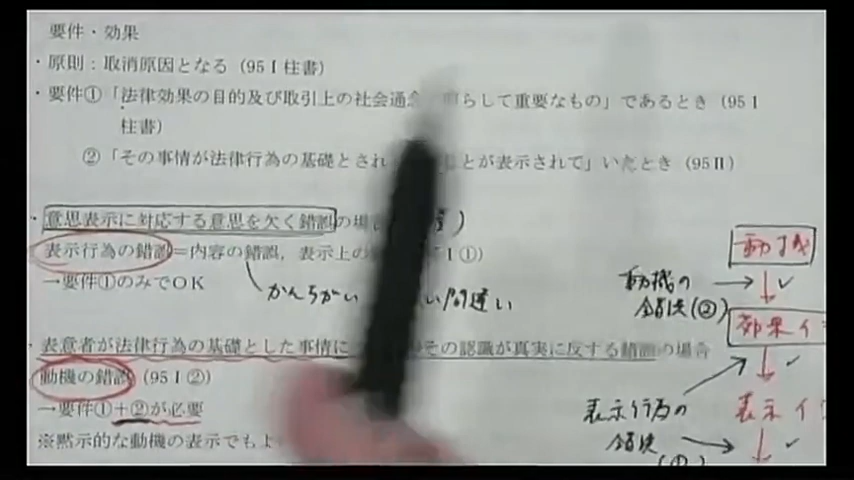 要件・効果
・原則：取消原因となる（95Ⅰ柱書）
・要件①「法律効果の目的及び取引上の社会通念 らして重要なもの」であるとき（95Ⅰ
柱書）
②「その事情が法律行為の基礎とされ とが表示されて」いたとき（95Ⅱ）
・意思表示に対応する意思を欠く錯誤の場合
表示行為の錯誤＝内容の錯誤，表示上の Ⅰ①）
→要件①のみでＯＫ
かんちがい い間違い
・表意者が法律行為の基礎とした事情に その認識が真実に反する錯誤の場合
動機の錯誤（95Ⅰ②）
→要件①＋②が必要
※黙示的な動機の表示でもよ
動機
動機の
錯誤(②)
効果イ
表示行為の
錯誤
(①)
表示イ